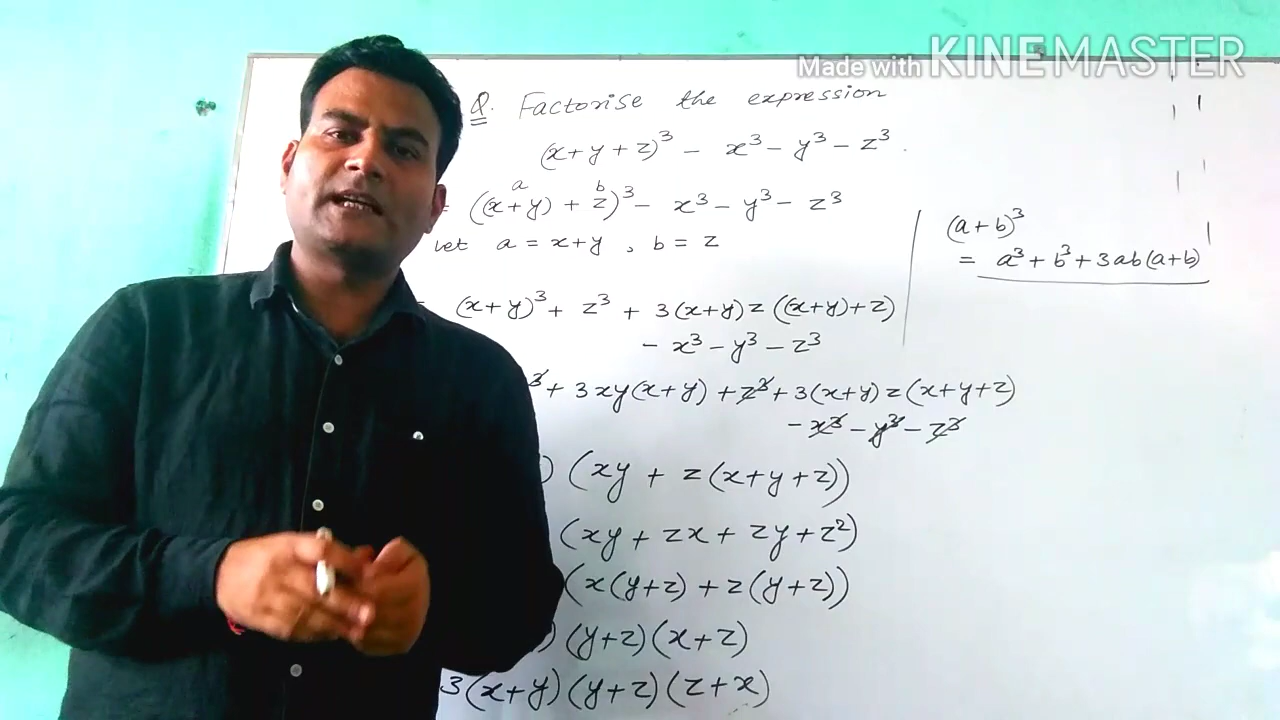 Made with KINEMASTER
Q. Factorise the expression
(x+y+z)³ - x³ - y³ - z³.
a b
= ((x+y) + z)³ - x³ - y³ - z³
Let a = x+y, b = z
(a+b)³
= a³ + b³ + 3ab(a+b)
= (x+y)³ + z³ + 3(x+y)z((x+y)+z)
- x³ - y³ - z³
³ + 3xy(x+y) + z³ + 3(x+y)z(x+y+z)
- x³ - y³ - z³
) (xy + z(x+y+z))
(xy + zx + zy + z²)
(x(y+z) + z(y+z))
) (y+z)(x+z)
3(x+y)(y+z)(z+x)